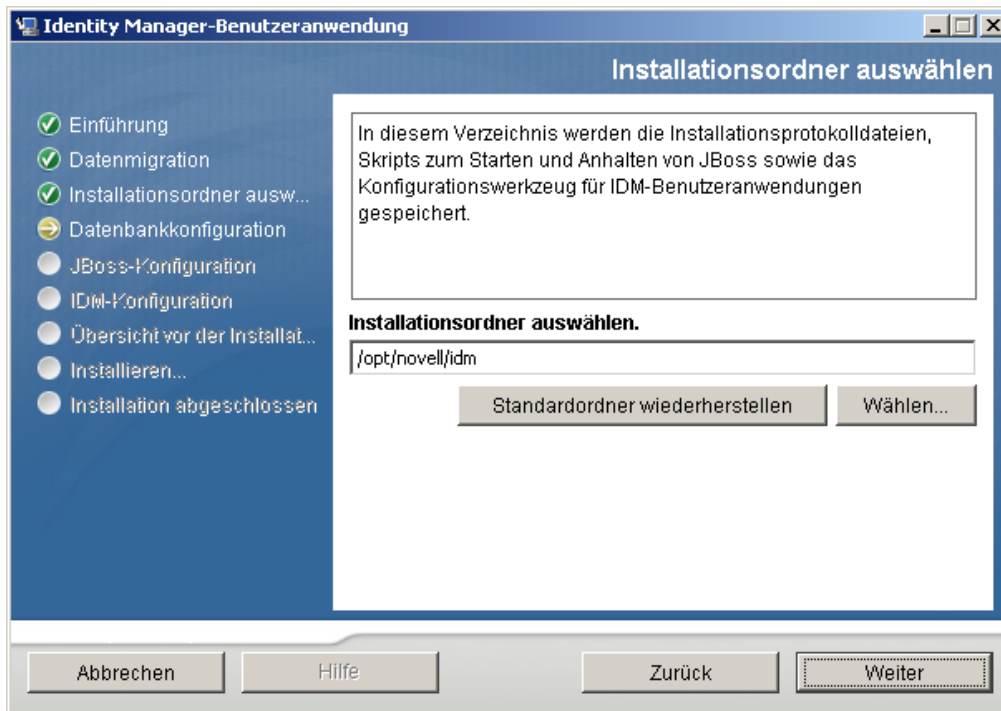 Identity Manager-Benutzeranwendung
Installationsordner auswählen
Einführung
Datenmigration
Installationsordner ausw...
Datenbankkonfiguration
JBoss-Konfiguration
IDM-Konfiguration
Übersicht vor der Installat...
Installieren...
Installation abgeschlossen
In diesem Verzeichnis werden die Installationsprotokolldateien,
Skripts zum Starten und Anhalten von JBoss sowie das
Konfigurationswerkzeug für IDM-Benutzeranwendungen
gespeichert.
Installationsordner auswählen.
/opt/novell/idm
Standardordner wiederherstellen
Wählen...
Abbrechen
Hilfe
Zurück
Weiter